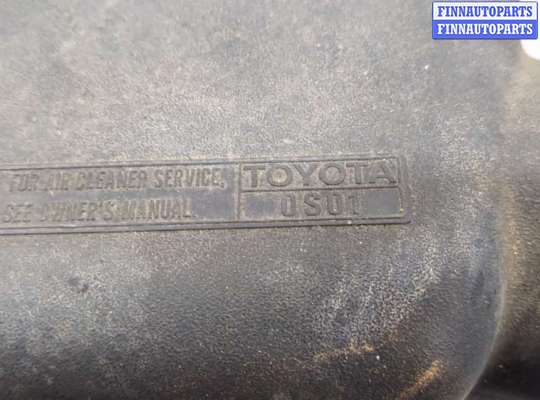 FINNAUTOPARTS
FINNAUTOPARTS
FOR AIR CLEANER SERVICE,
SEE OWNER'S MANUAL
TOYOTA
0S01